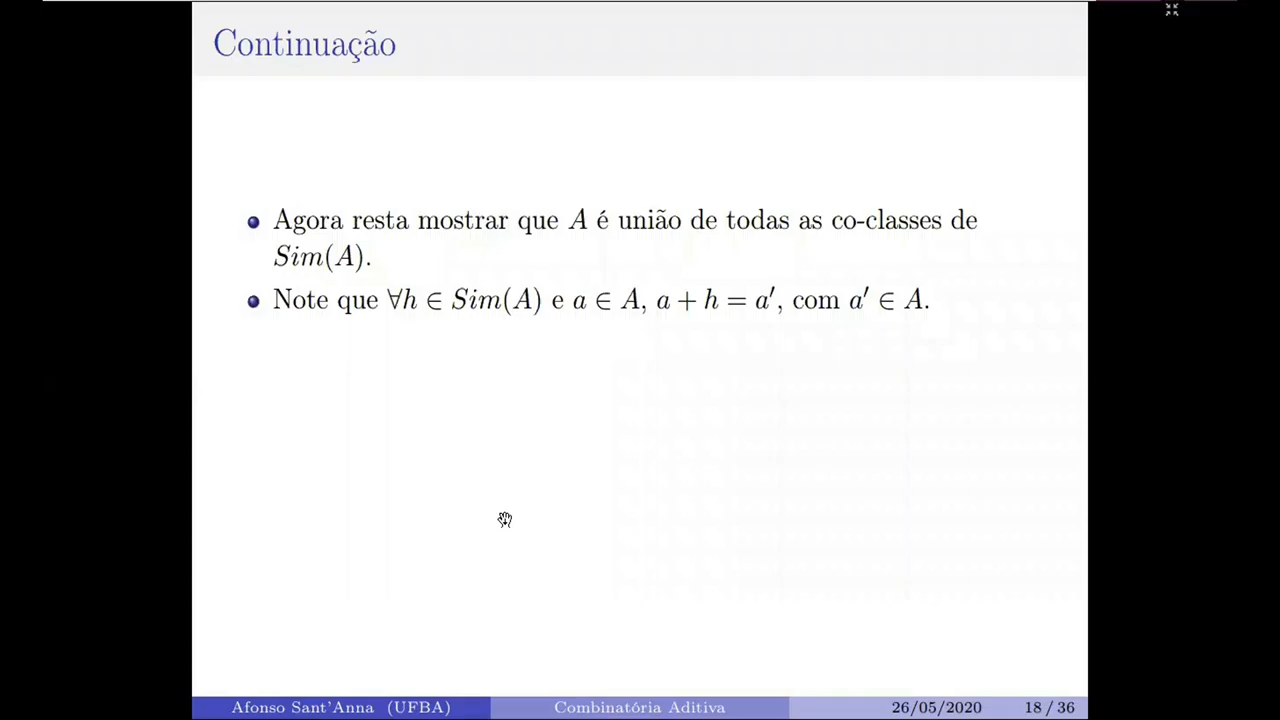 Continuação
Agora resta mostrar que A é união de todas as co-classes de
Sim(A).
Note que ∀h ∈ Sim(A) e a ∈ A, a + h = a′, com a′ ∈ A.
Afonso Sant'Anna (UFBA) Combinatória Aditiva 26/05/2020 18 / 36